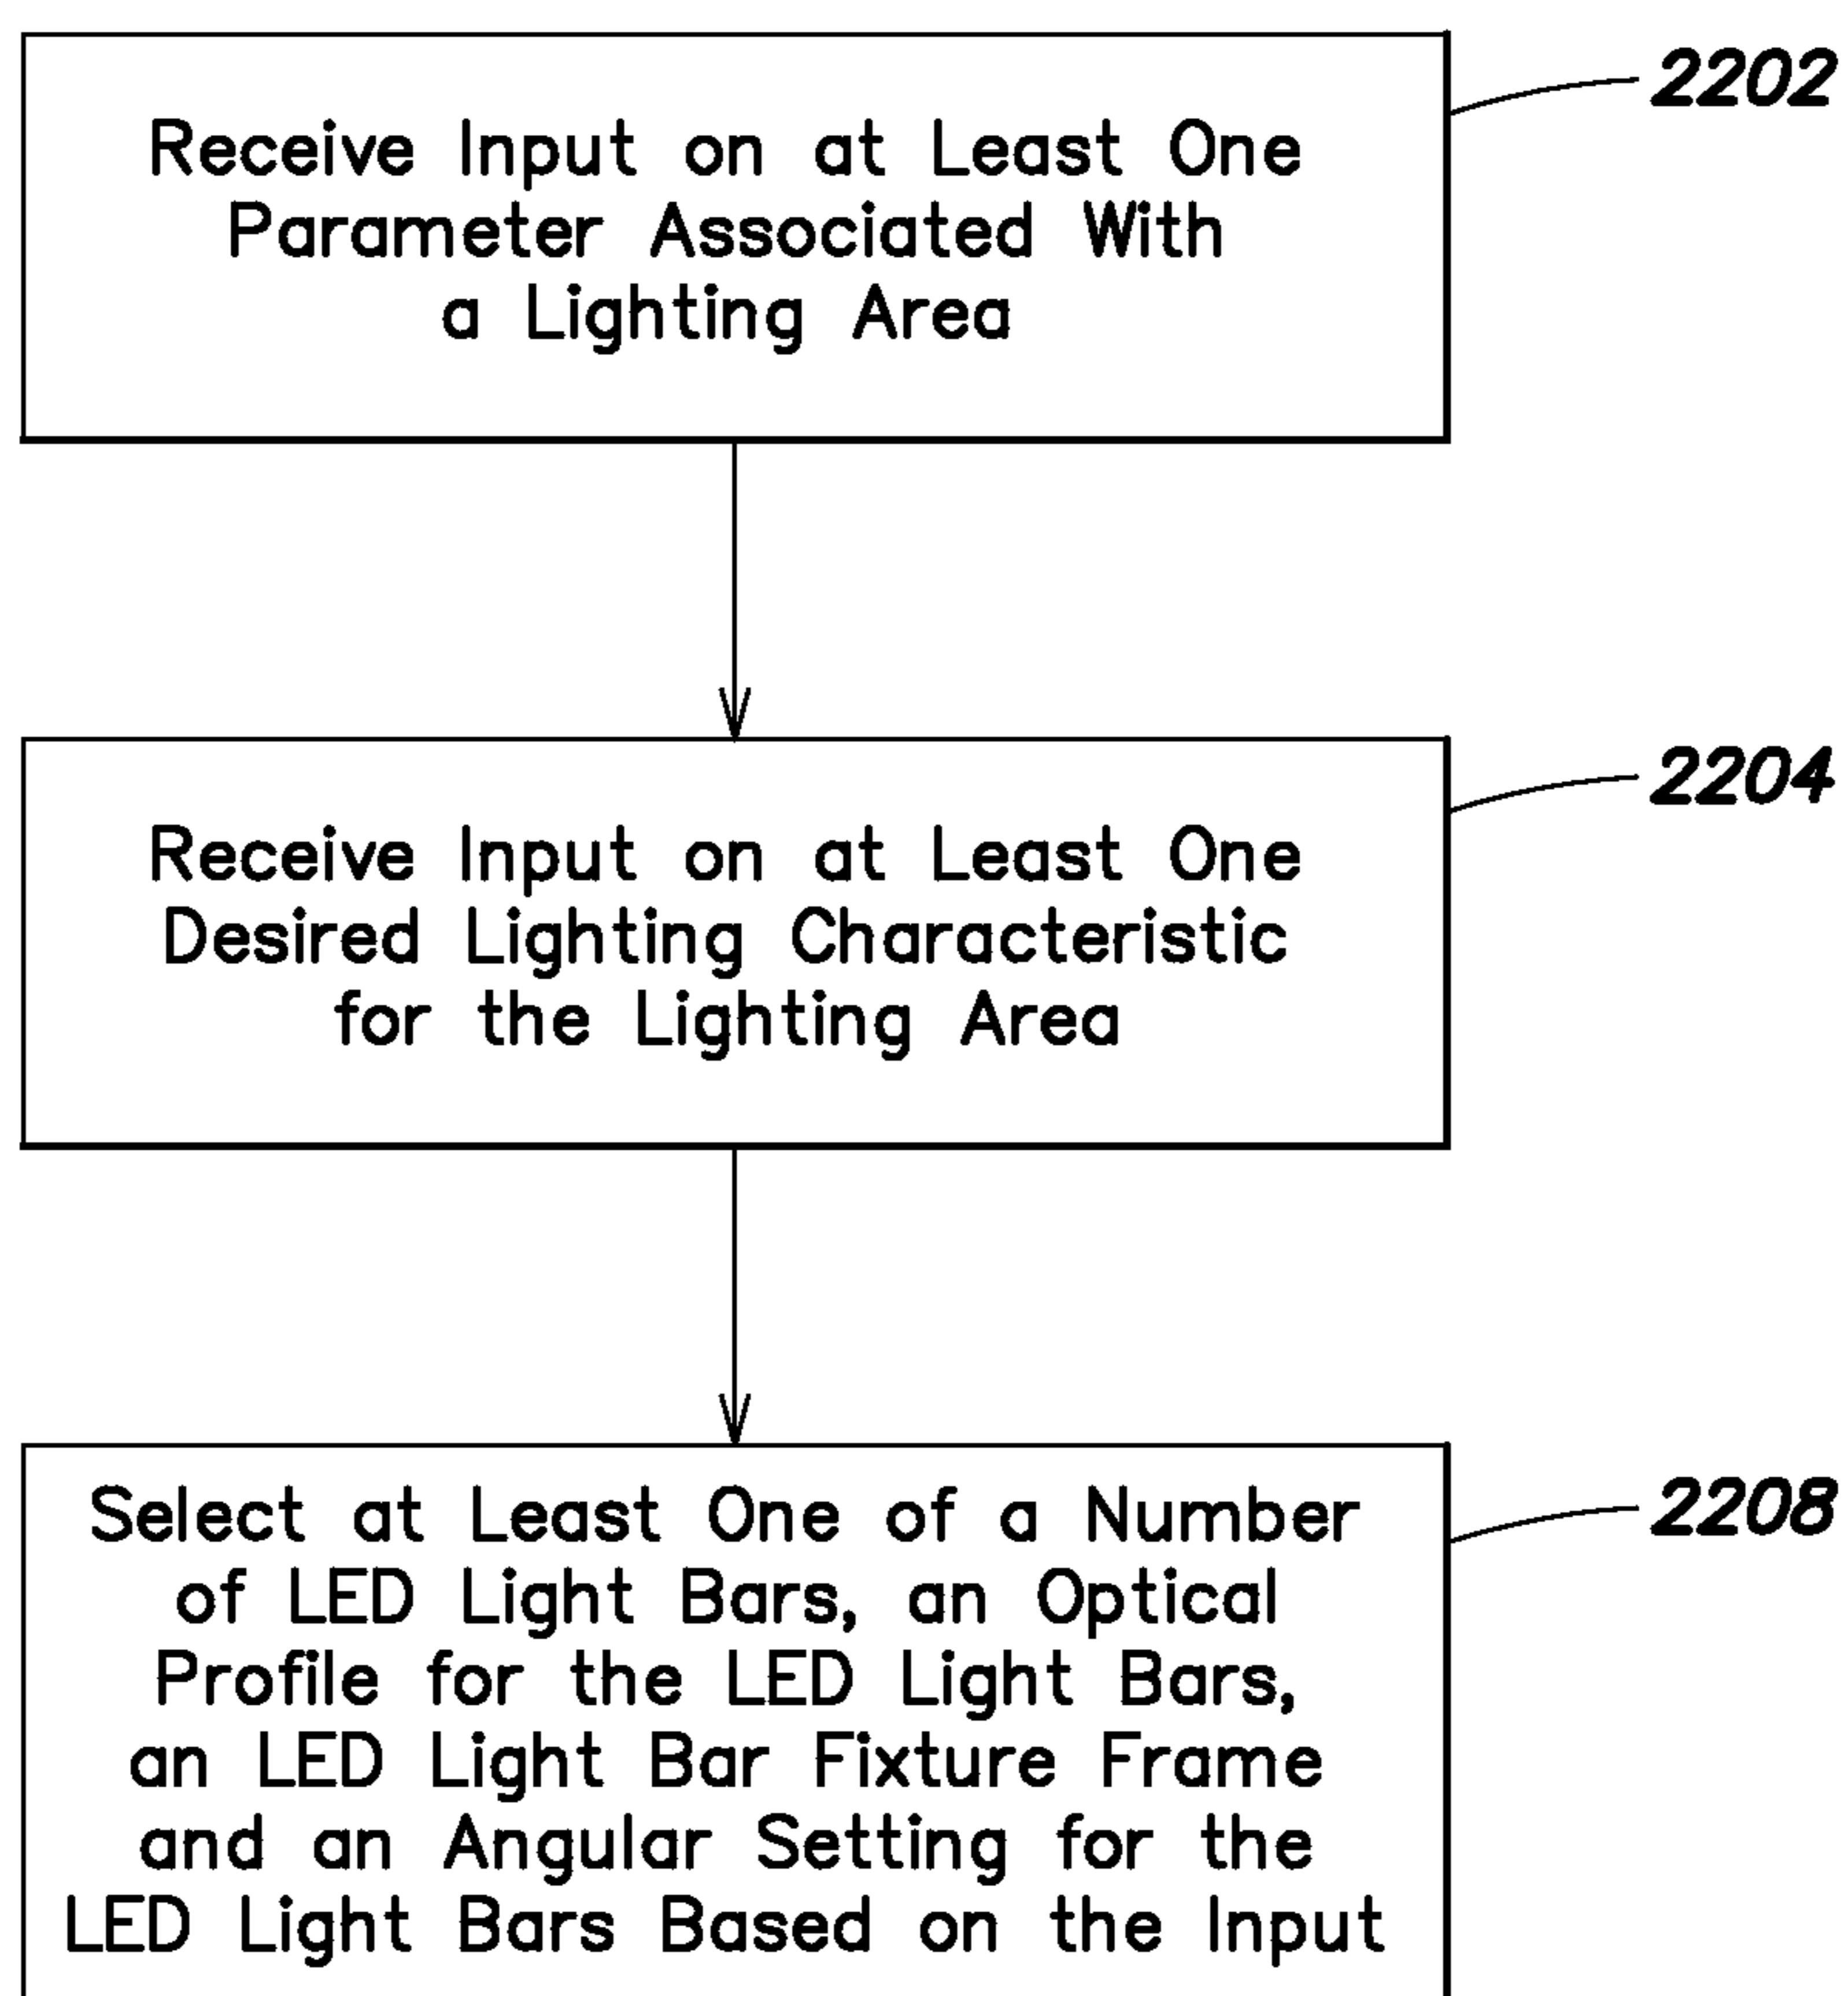 2202
Receive Input on at Least One
Parameter Associated With
a Lighting Area
2204
Receive Input on at Least One
Desired Lighting Characteristic
for the Lighting Area
2208
Select at Least One of a Number
of LED Light Bars, an Optical
Profile for the LED Light Bars,
an LED Light Bar Fixture Frame
and an Angular Setting for the
LED Light Bars Based on the Input